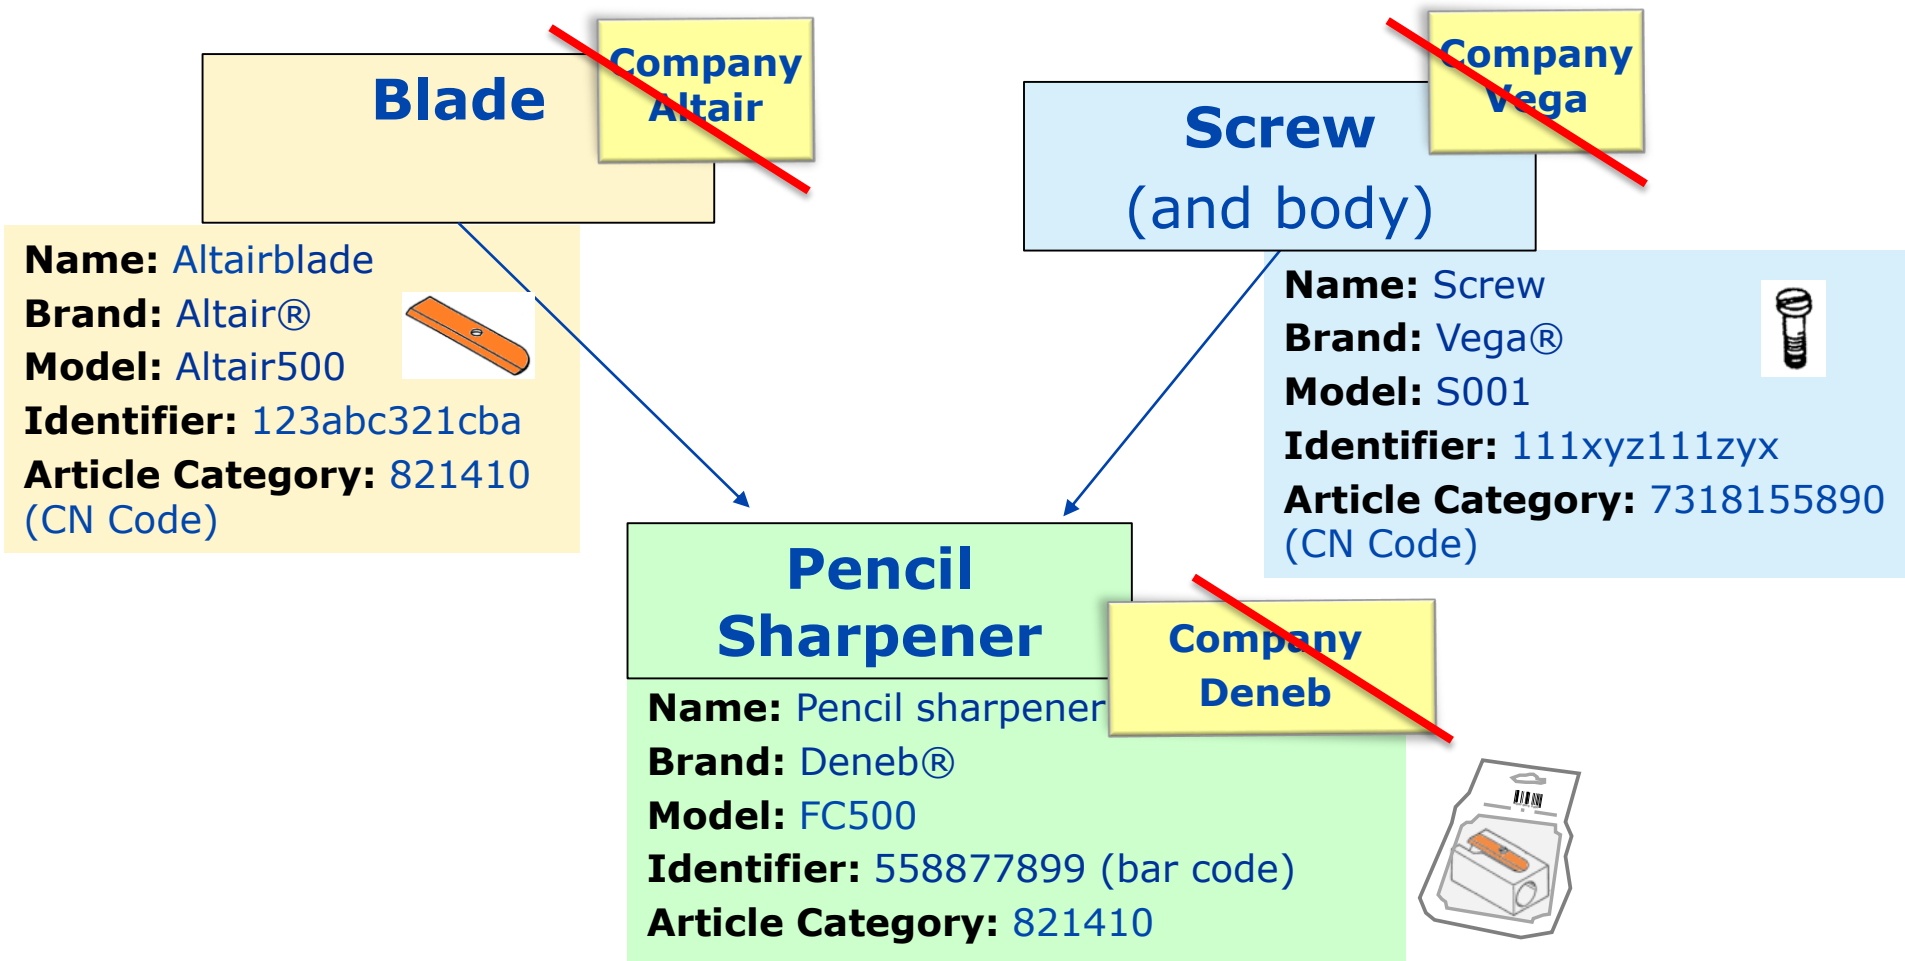 Blade
Company
Altair
Name: Altairblade
Brand: Altair®
Model: Altair500
Identifier: 123abc321cba
Article Category: 821410
(CN Code)
Screw
(and body)
Company
Vega
Name: Screw
Brand: Vega®
Model: S001
Identifier: 111xyz111zyx
Article Category: 7318155890
(CN Code)
Pencil
Sharpener
Company
Deneb
Name: Pencil sharpener
Brand: Deneb®
Model: FC500
Identifier: 558877899 (bar code)
Article Category: 821410